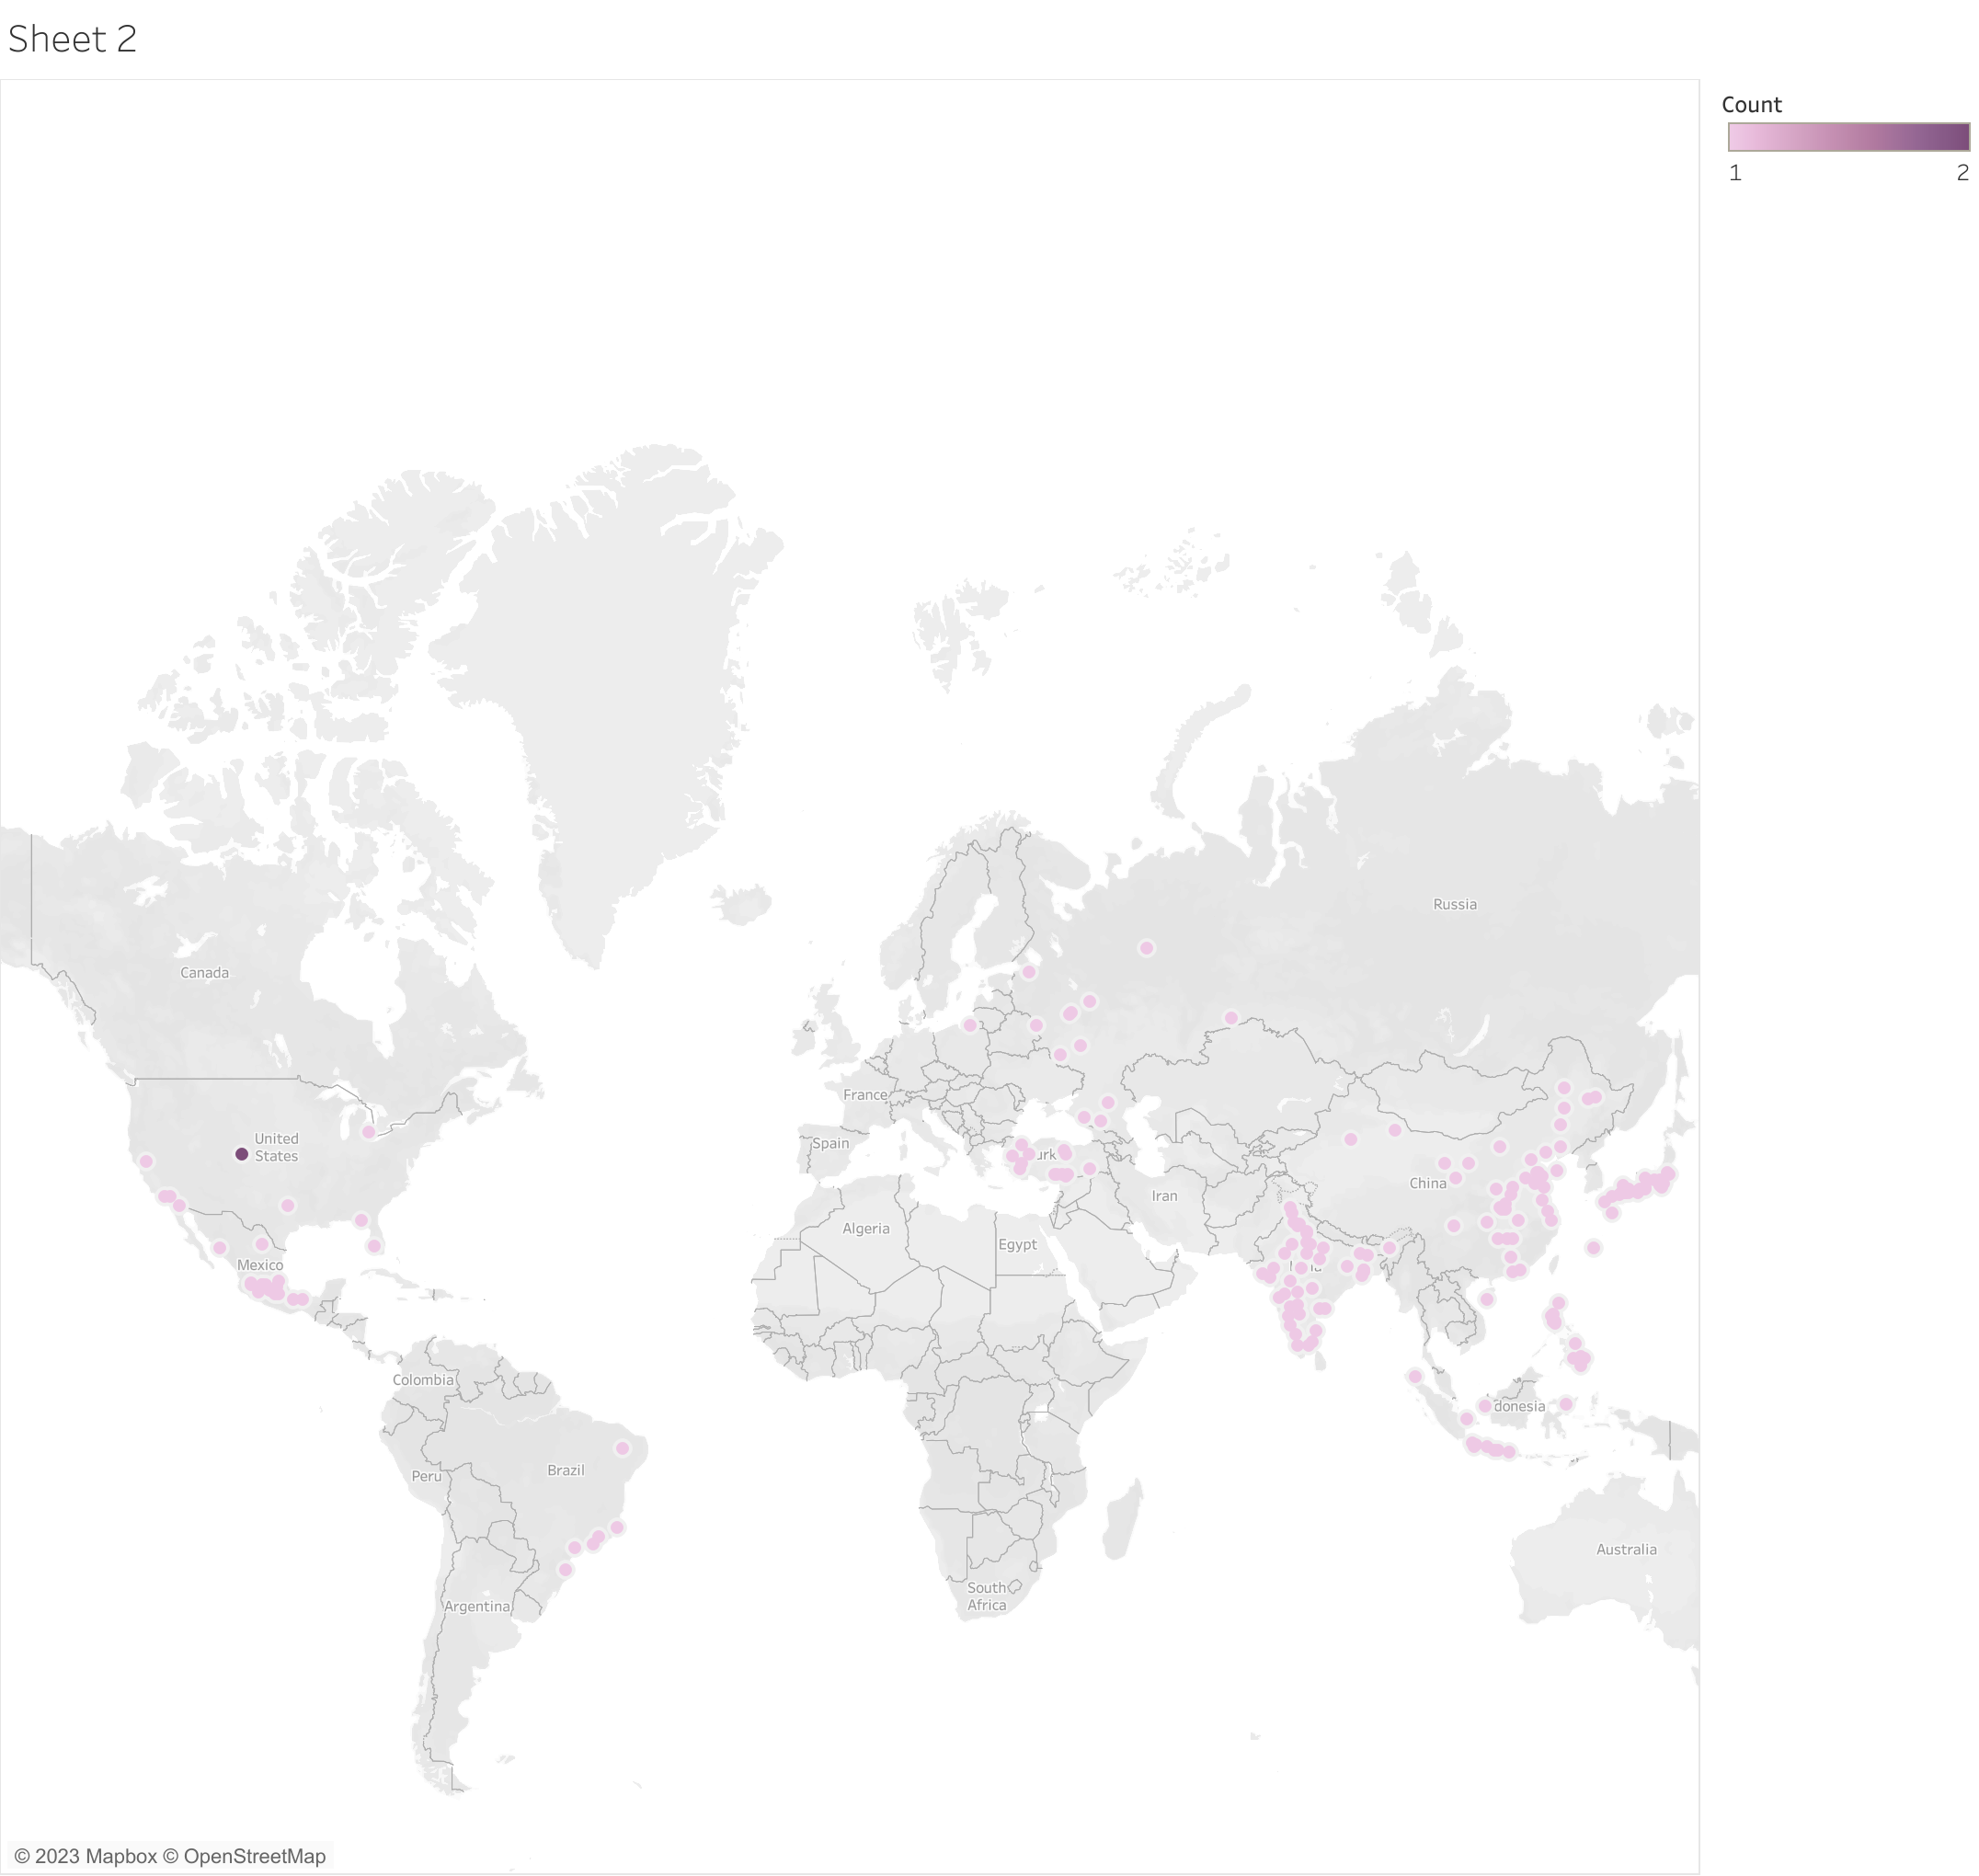 Sheet 2
Count
1 2
Russia
Canada
United
States
France
Spain
urk
China
Iran
Algeria
Egypt
Mexico
Colombia
donesia
Brazil
Peru
Australia
South
Africa
Argentina
© 2023 Mapbox © OpenStreetMap